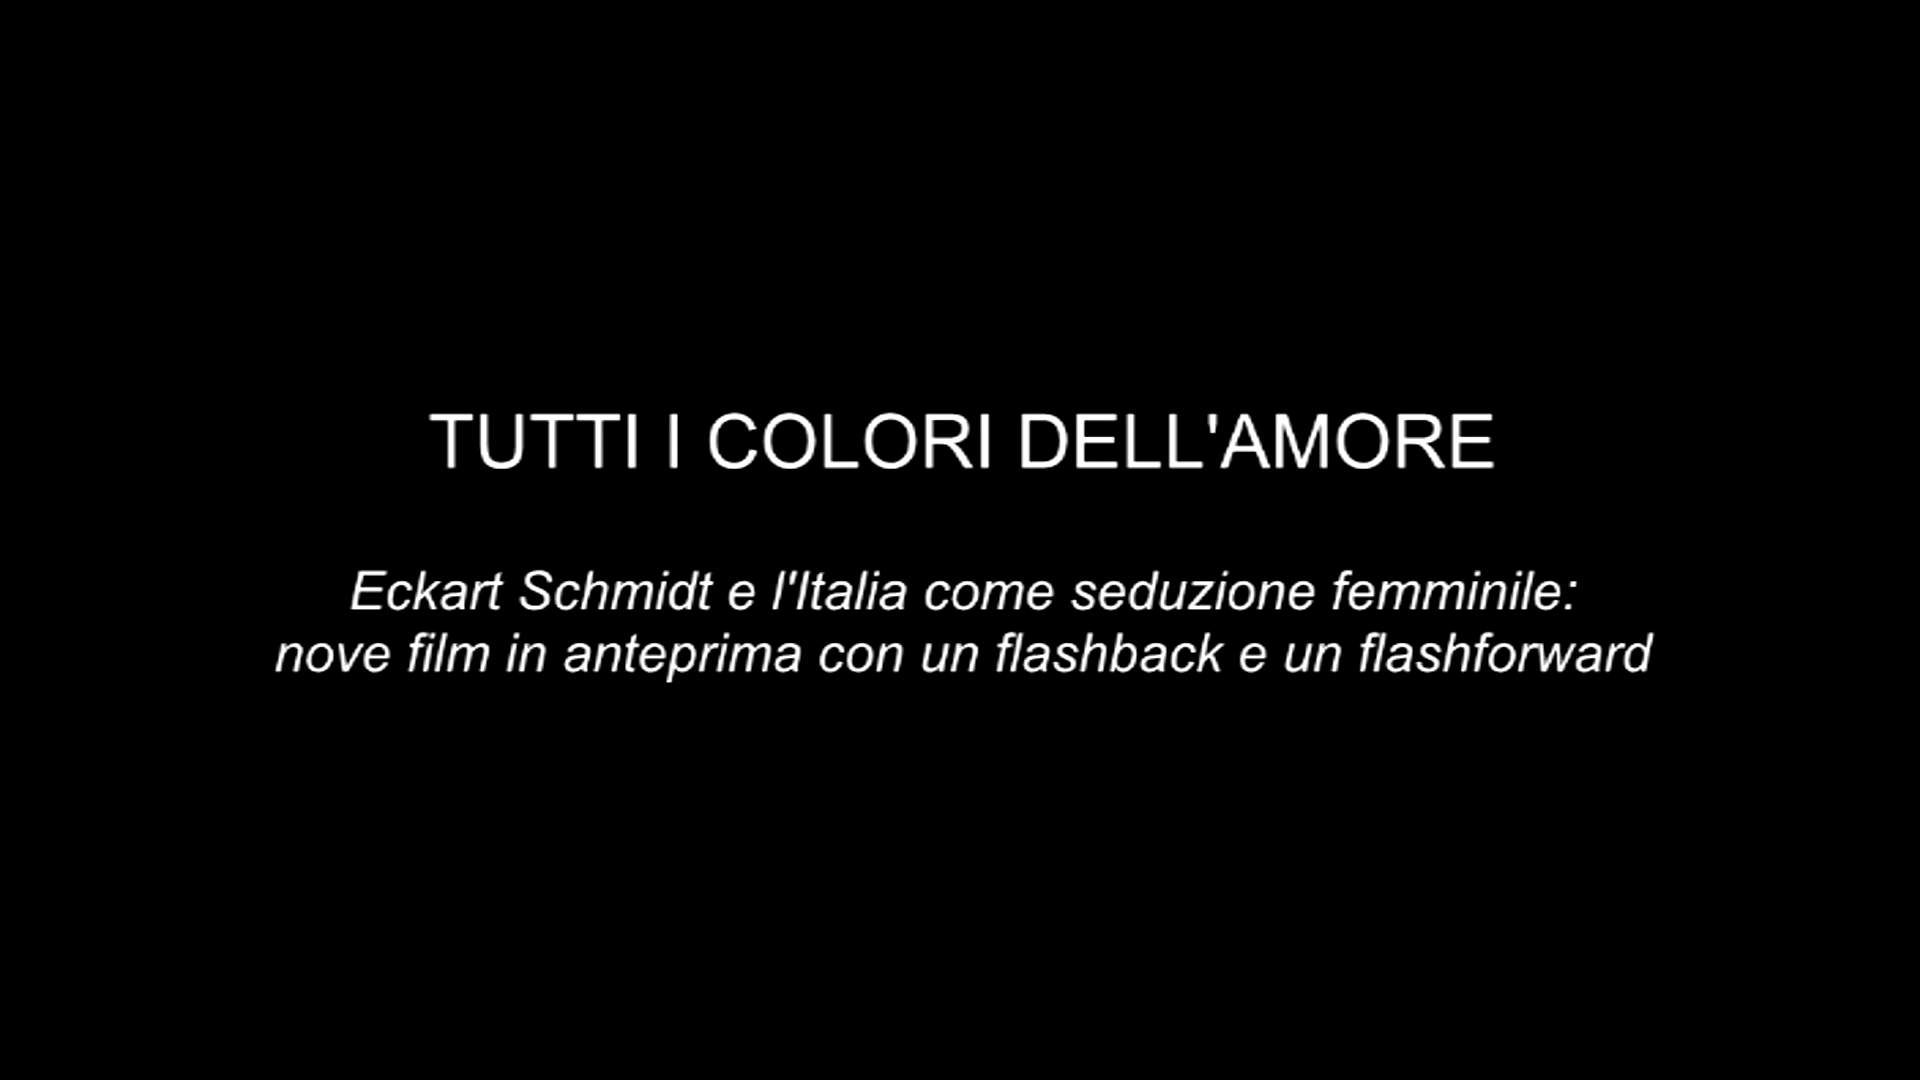 TUTTI I COLORI DELL'AMORE
Eckart Schmidt e l'Italia come seduzione femminile:
nove film in anteprima con un flashback e un flashforward